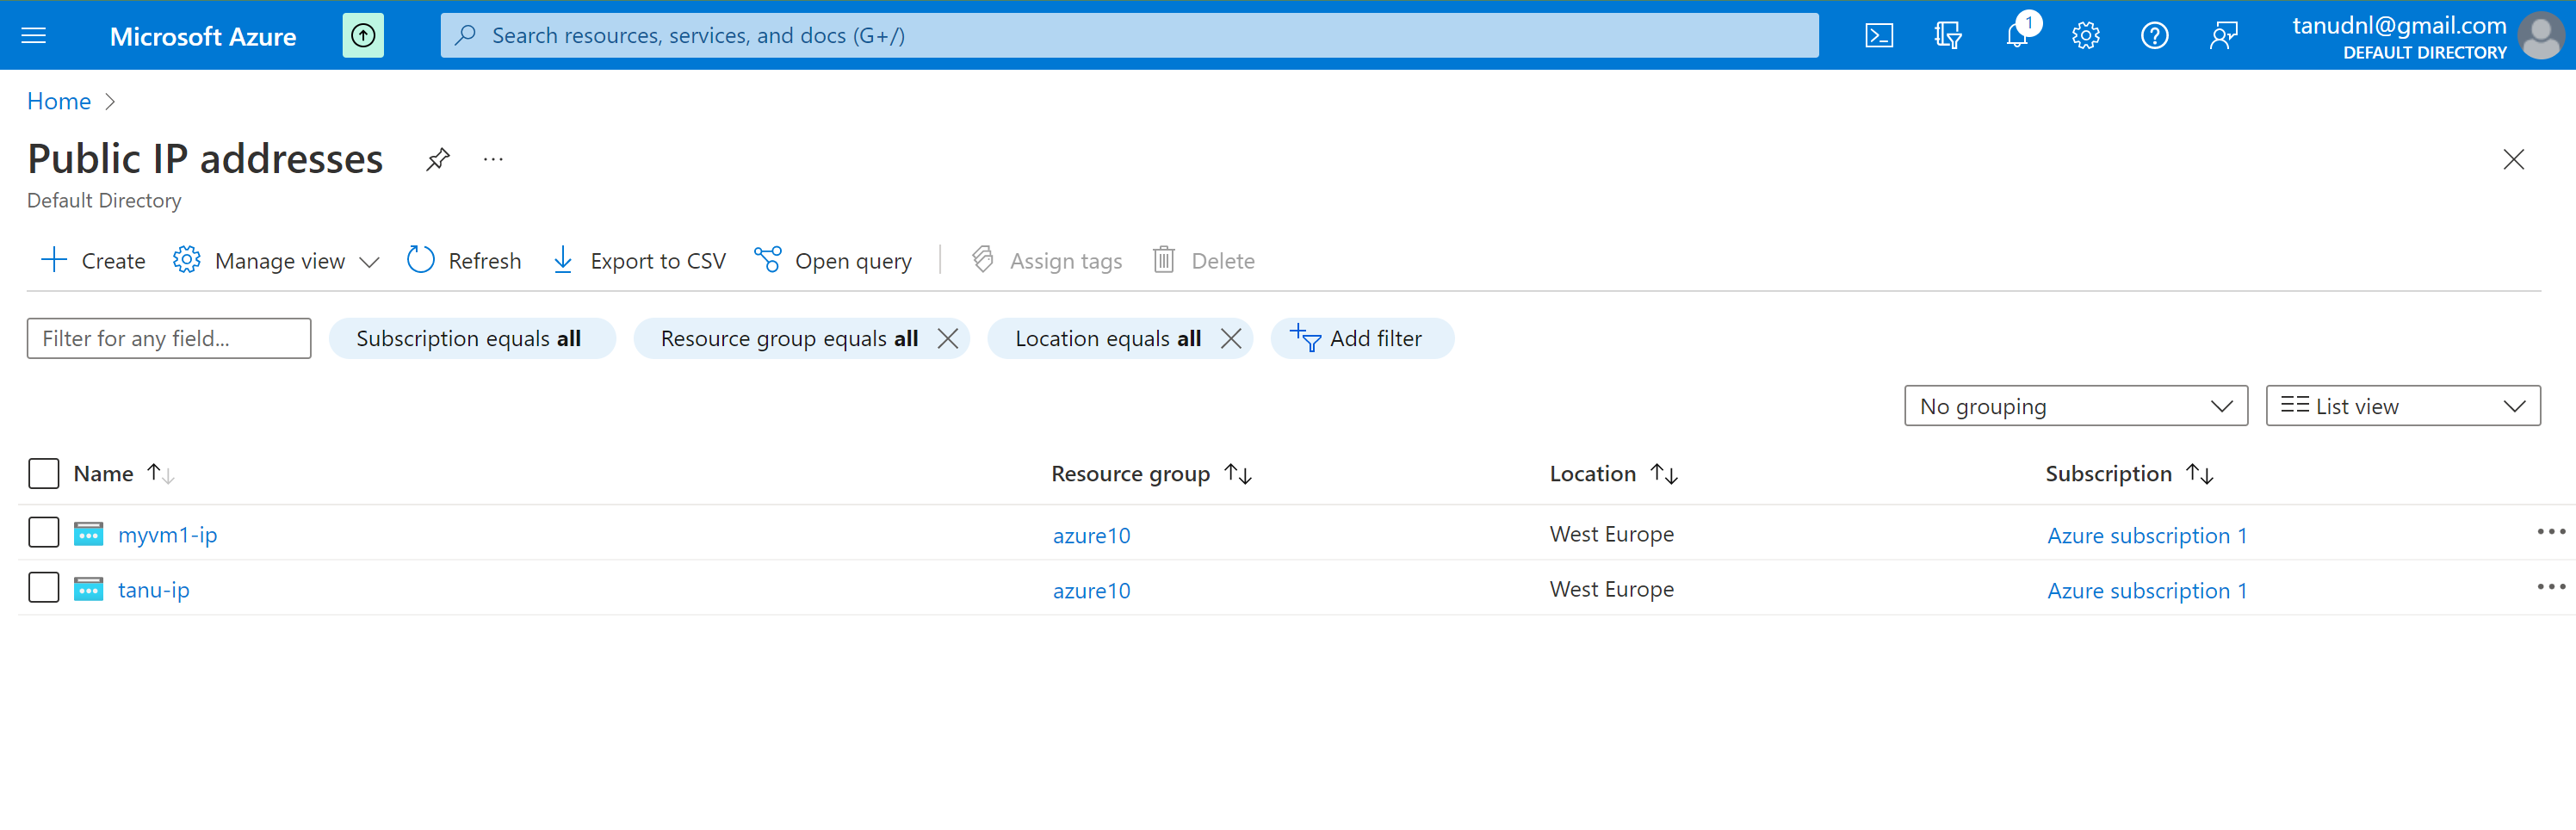 Microsoft Azure
Search resources, services, and docs (G+/)
1
tanudnl@gmail.com
DEFAULT DIRECTORY
Home
Public IP addresses
Default Directory
Create Manage view Refresh Export to CSV Open query Assign tags Delete
Filter for any field... Subscription equals all Resource group equals all Location equals all Add filter
No grouping List view
Name Resource group Location Subscription
myvm1-ip azure10 West Europe Azure subscription 1
tanu-ip azure10 West Europe Azure subscription 1